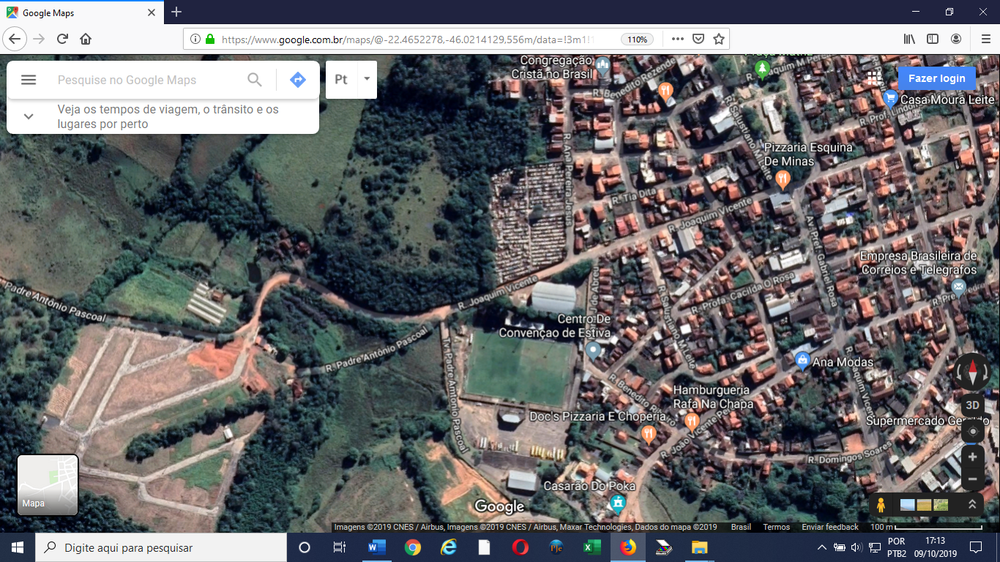 Google Maps
https://www.google.com.br/maps/@-22.4652278,-46.0214129,556m/data=!3m1!
110%
Pesquise no Google Maps
Pt
Veja os tempos de viagem, o trânsito e os
lugares por perto
Fazer login
Congregação
Cristã no Brasil
R. Benedito Rezende
Casa Moura Leite
R. Prof. Lindol
R. Salustiano M Leite
Pizzaria Esquina
De Minas
R. Ana Pereira
R. Tia Dita
R. Joaquim Vicente
Av. Pref. Gabriel Rosa
Empresa Brasileira de
Correios e Telegrafos
R. Profa. Cacilda O Rosa
R. Salustiano M Leite
R. Joaquim Vicente
Padre Antônio Pascoal
Centro De
Convençao de Estiva
R. Padre Antônio Pascoal
Tv. Padre Antônio Pascoal
Ana Modas
R. Joaquim Vicente
Hamburgueria
Rafa Na Chapa
R. Benedito Ribeiro
Doc's Pizzaria E Choperia
R. João Vicente Per
3D
Supermercado Geraldo
R. Domingos Soares
Casarão Do Poka
Mapa
Google
Imagens ©2019 CNES / Airbus, Imagens ©2019 CNES / Airbus, Maxar Technologies, Dados do mapa ©2019
Brasil
Termos
Enviar feedback
100 m
Digite aqui para pesquisar
POR
PTB2
17:13
09/10/2019